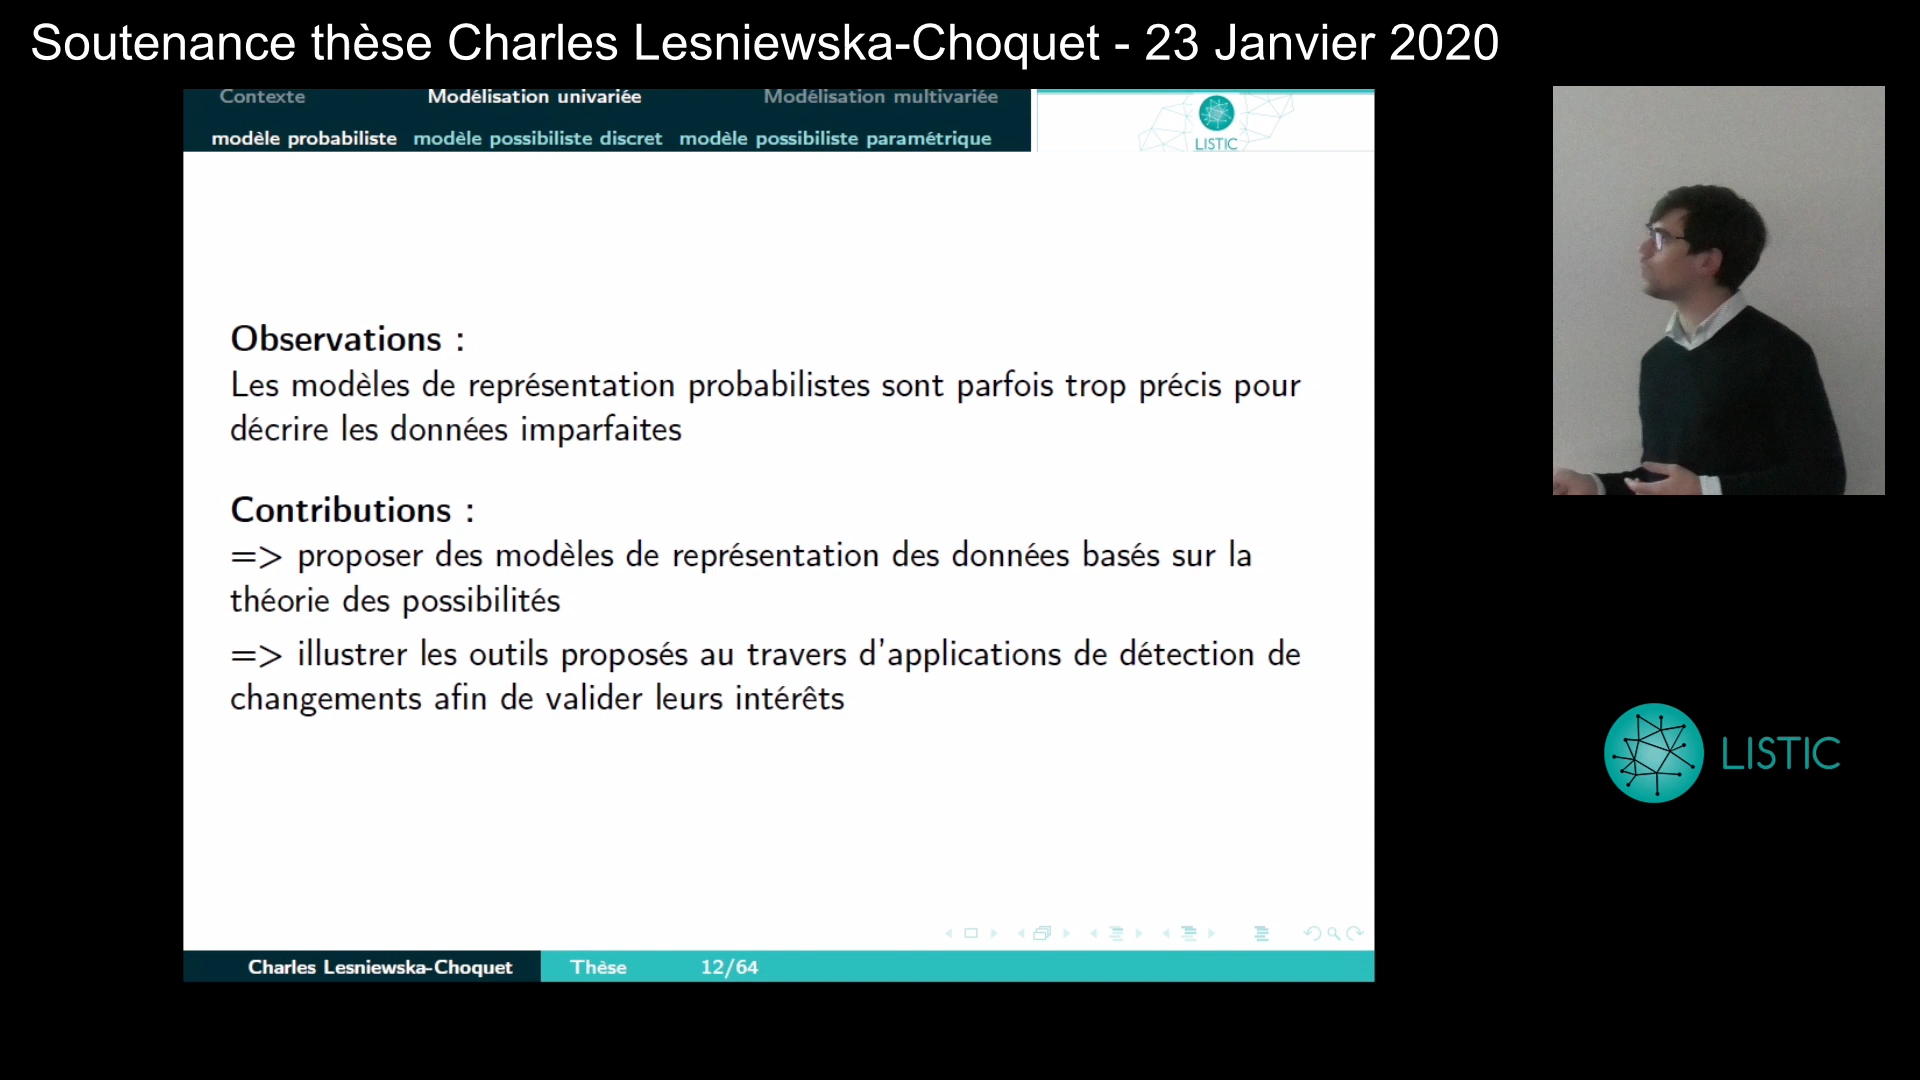 Soutenance thèse Charles Lesniewska-Choquet - 23 Janvier 2020
Contexte Modélisation univariée Modélisation multivariée
modèle probabiliste modèle possibiliste discret modèle possibiliste paramétrique
LISTIC
Observations :
Les modèles de représentation probabilistes sont parfois trop précis pour
décrire les données imparfaites
Contributions :
=> proposer des modèles de représentation des données basés sur la
théorie des possibilités
=> illustrer les outils proposés au travers d'applications de détection de
changements afin de valider leurs intérêts
LISTIC
Charles Lesniewska-Choquet Thèse 12/64